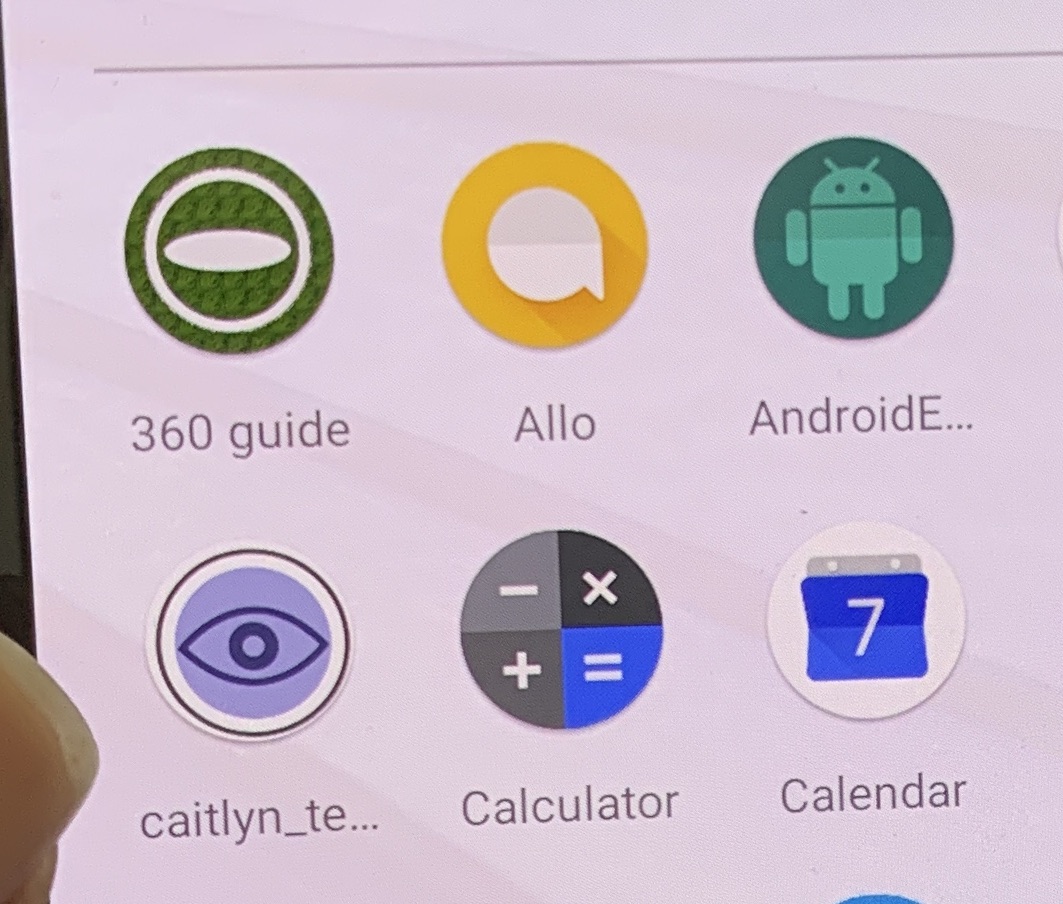 360 guide
Allo
AndroidE...
7
caitlyn_te...
Calculator
Calendar